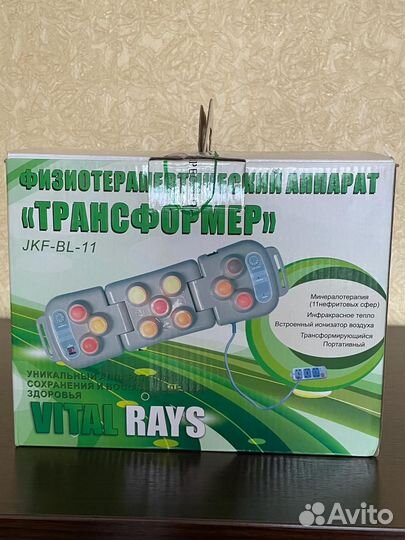 ФИЗИОТЕРАПЕВТИЧЕСКИЙ АППАРАТ
«ТРАНСФОРМЕР»
JKF-BL-11
Минералотерапия
(11нефритовых сфер)
Инфракрасное тепло
Встроенный ионизатор воздуха
Трансформирующийся
Портативный
УНИКАЛЬНЫЙ
СОХРАНЕНИЯ И
ЗДОРОВЬЯ
VITAL RAYS
Avito